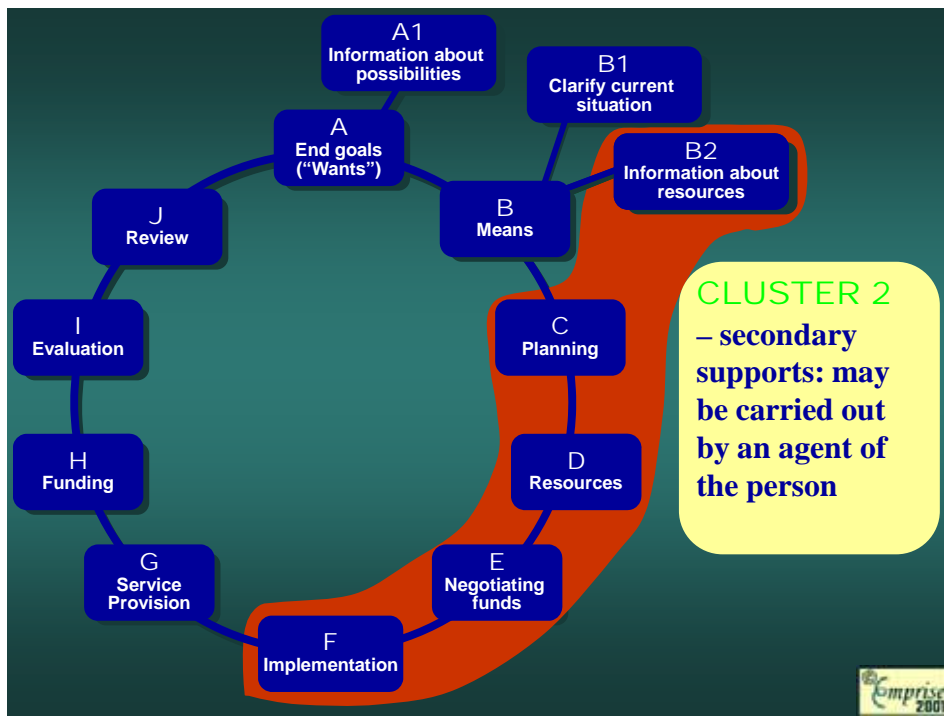 A1
Information about
possibilities
B1
Clarify current
situation
A
End goals
(“Wants”)
B2
Information about
resources
B
Means
J
Review
CLUSTER 2
– secondary
supports: may
be carried out
by an agent of
the person
I
Evaluation
C
Planning
H
Funding
D
Resources
G
Service
Provision
E
Negotiating
funds
F
Implementation
Emprise
2001